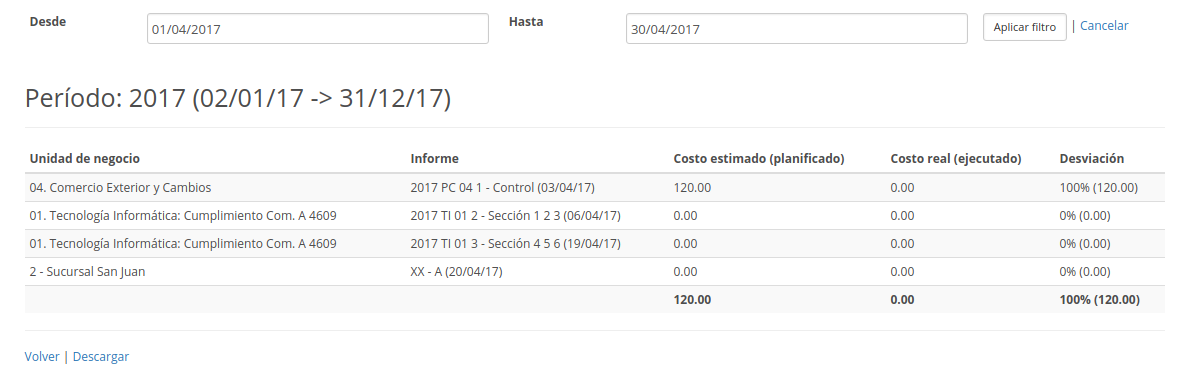 Desde 01/04/2017 Hasta 30/04/2017 Aplicar filtro | Cancelar
Período: 2017 (02/01/17 -> 31/12/17)
Unidad de negocio Informe Costo estimado (planificado) Costo real (ejecutado) Desviación
04. Comercio Exterior y Cambios 2017 PC 04 1 - Control (03/04/17) 120.00 0.00 100% (120.00)
01. Tecnología Informática: Cumplimiento Com. A 4609 2017 TI 01 2 - Sección 1 2 3 (06/04/17) 0.00 0.00 0% (0.00)
01. Tecnología Informática: Cumplimiento Com. A 4609 2017 TI 01 3 - Sección 4 5 6 (19/04/17) 0.00 0.00 0% (0.00)
2 - Sucursal San Juan XX - A (20/04/17) 0.00 0.00 0% (0.00)
120.00 0.00 100% (120.00)
Volver | Descargar